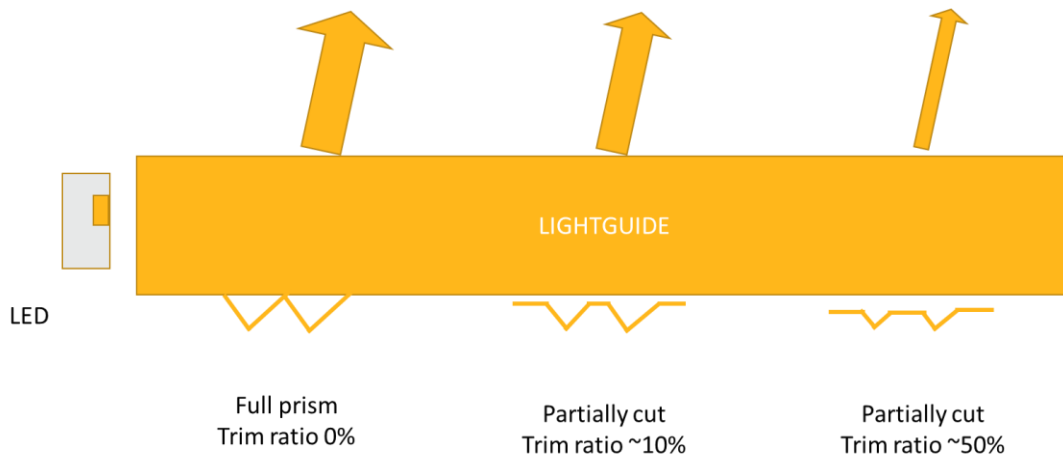 LIGHTGUIDE
LED
Full prism
Trim ratio 0%
Partially cut
Trim ratio ~10%
Partially cut
Trim ratio ~50%